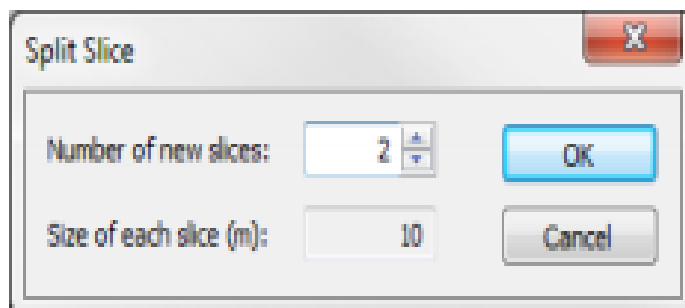 Split Slice
Number of new slices: 2
OK
Size of each slice (m): 10
Cancel